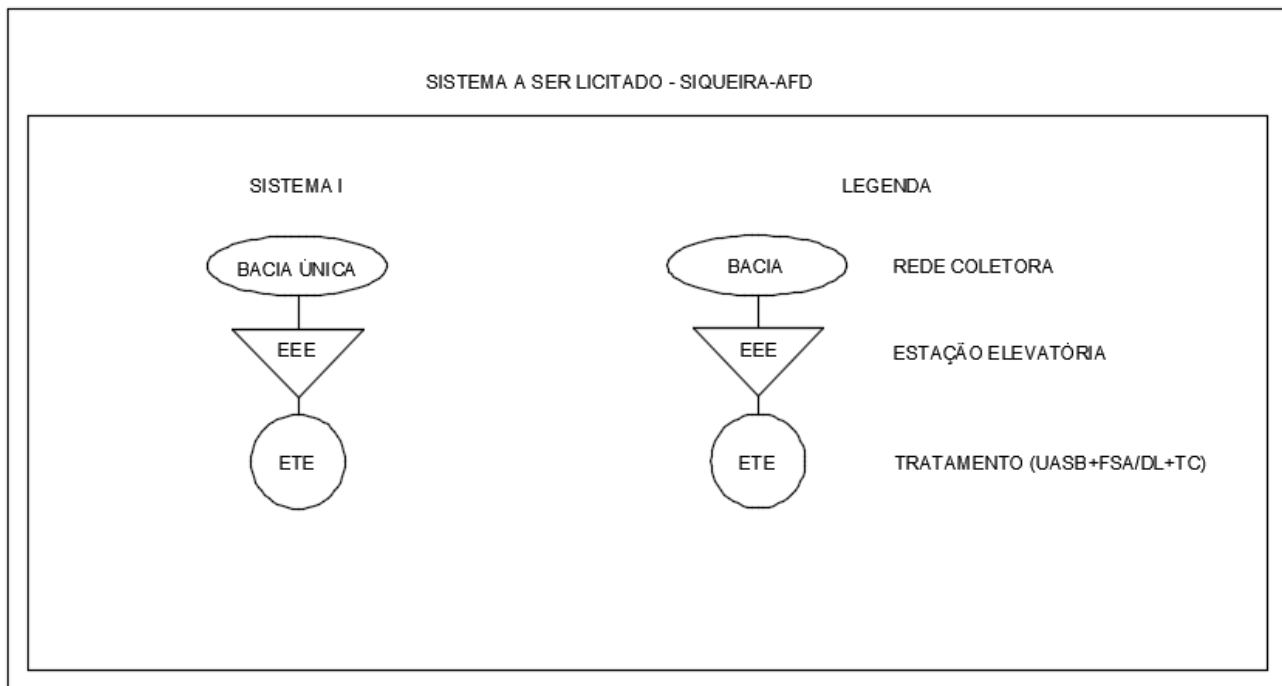 SISTEMA A SER LICITADO - SIQUEIRA-AFD
SISTEMA I
BACIA ÚNICA
EEE
ETE
LEGENDA
BACIA
REDE COLETORA
EEE
ESTAÇÃO ELEVATÓRIA
ETE
TRATAMENTO (UASB+FSA/DL+TC)